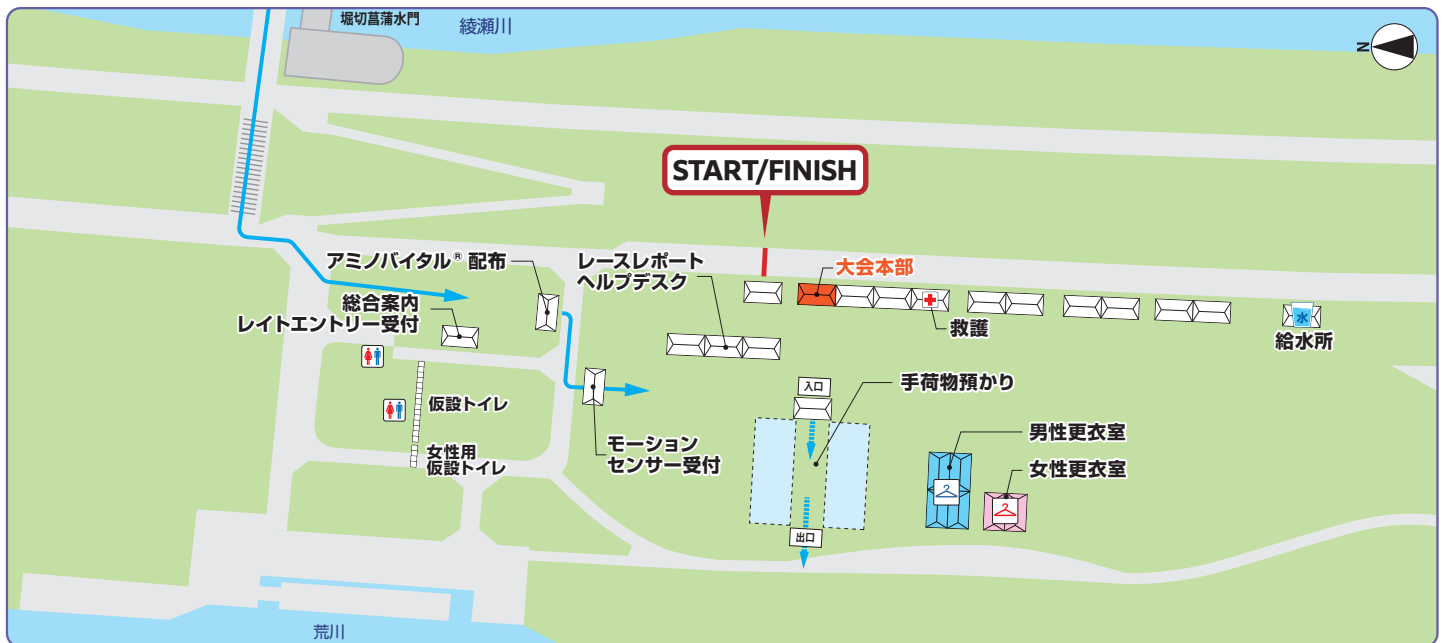 堀切菖蒲水門
綾瀬川
N
START/FINISH
アミノバイタル® 配布
レースレポート
ヘルプデスク
大会本部
総合案内
レイトエントリー受付
救護
水
給水所
入口
手荷物預かり
仮設トイレ
女性用
仮設トイレ
モーション
センサー受付
男性更衣室
女性更衣室
出口
荒川